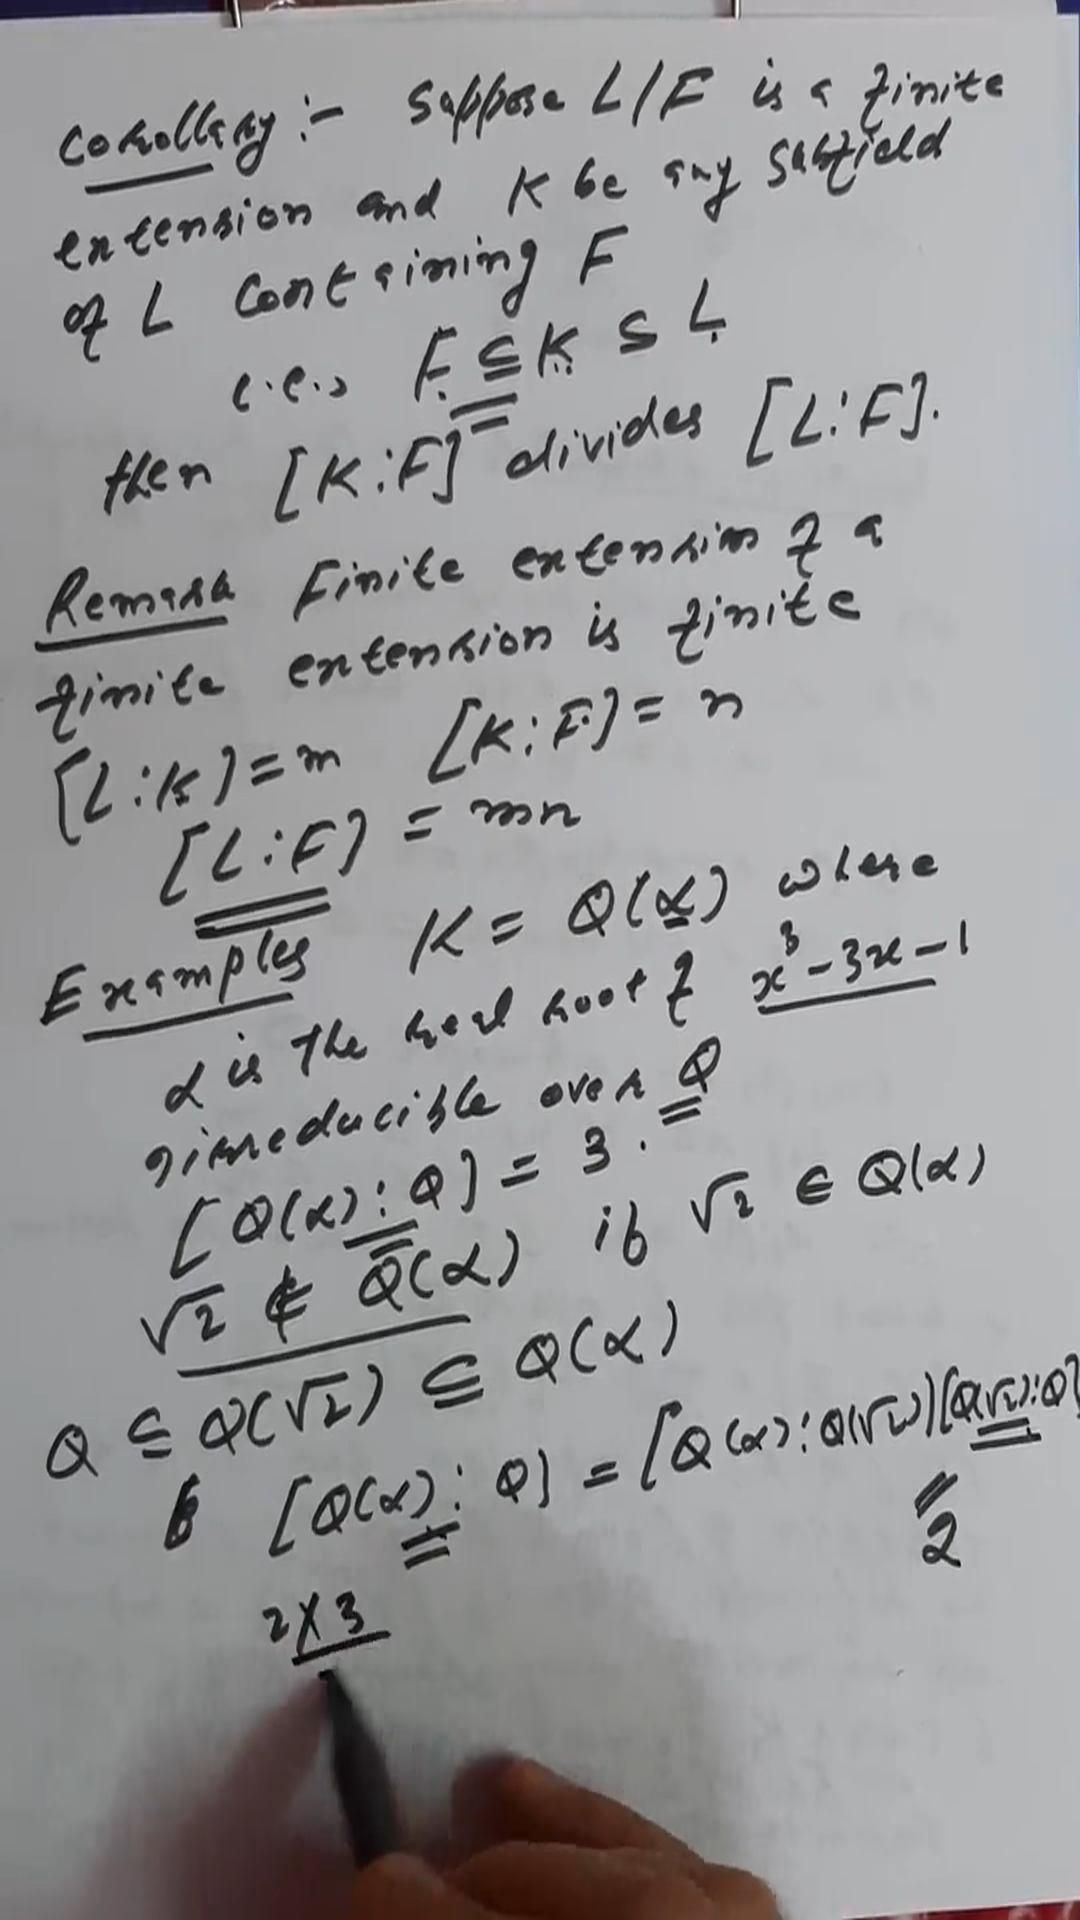 Corollary :- Suppose L/F is a finite
extension and K be any subfield
of L containing F
i.e., F ⊆ K ⊆ L
then [K:F] divides [L:F].
Remark Finite extension of a
finite extension is finite
[L:K] = m [K:F] = n
[L:F] = mn
Examples K = Q(α) where
α is the real root of x³-3x-1
irreducible over Q
[Q(α):Q] = 3.
√2 ∉ Q(α) if √2 ∈ Q(α)
Q ⊆ Q(√2) ⊆ Q(α)
[Q(α):Q] = [Q(α):Q(√2)][Q(√2):Q]
2
2 X 3